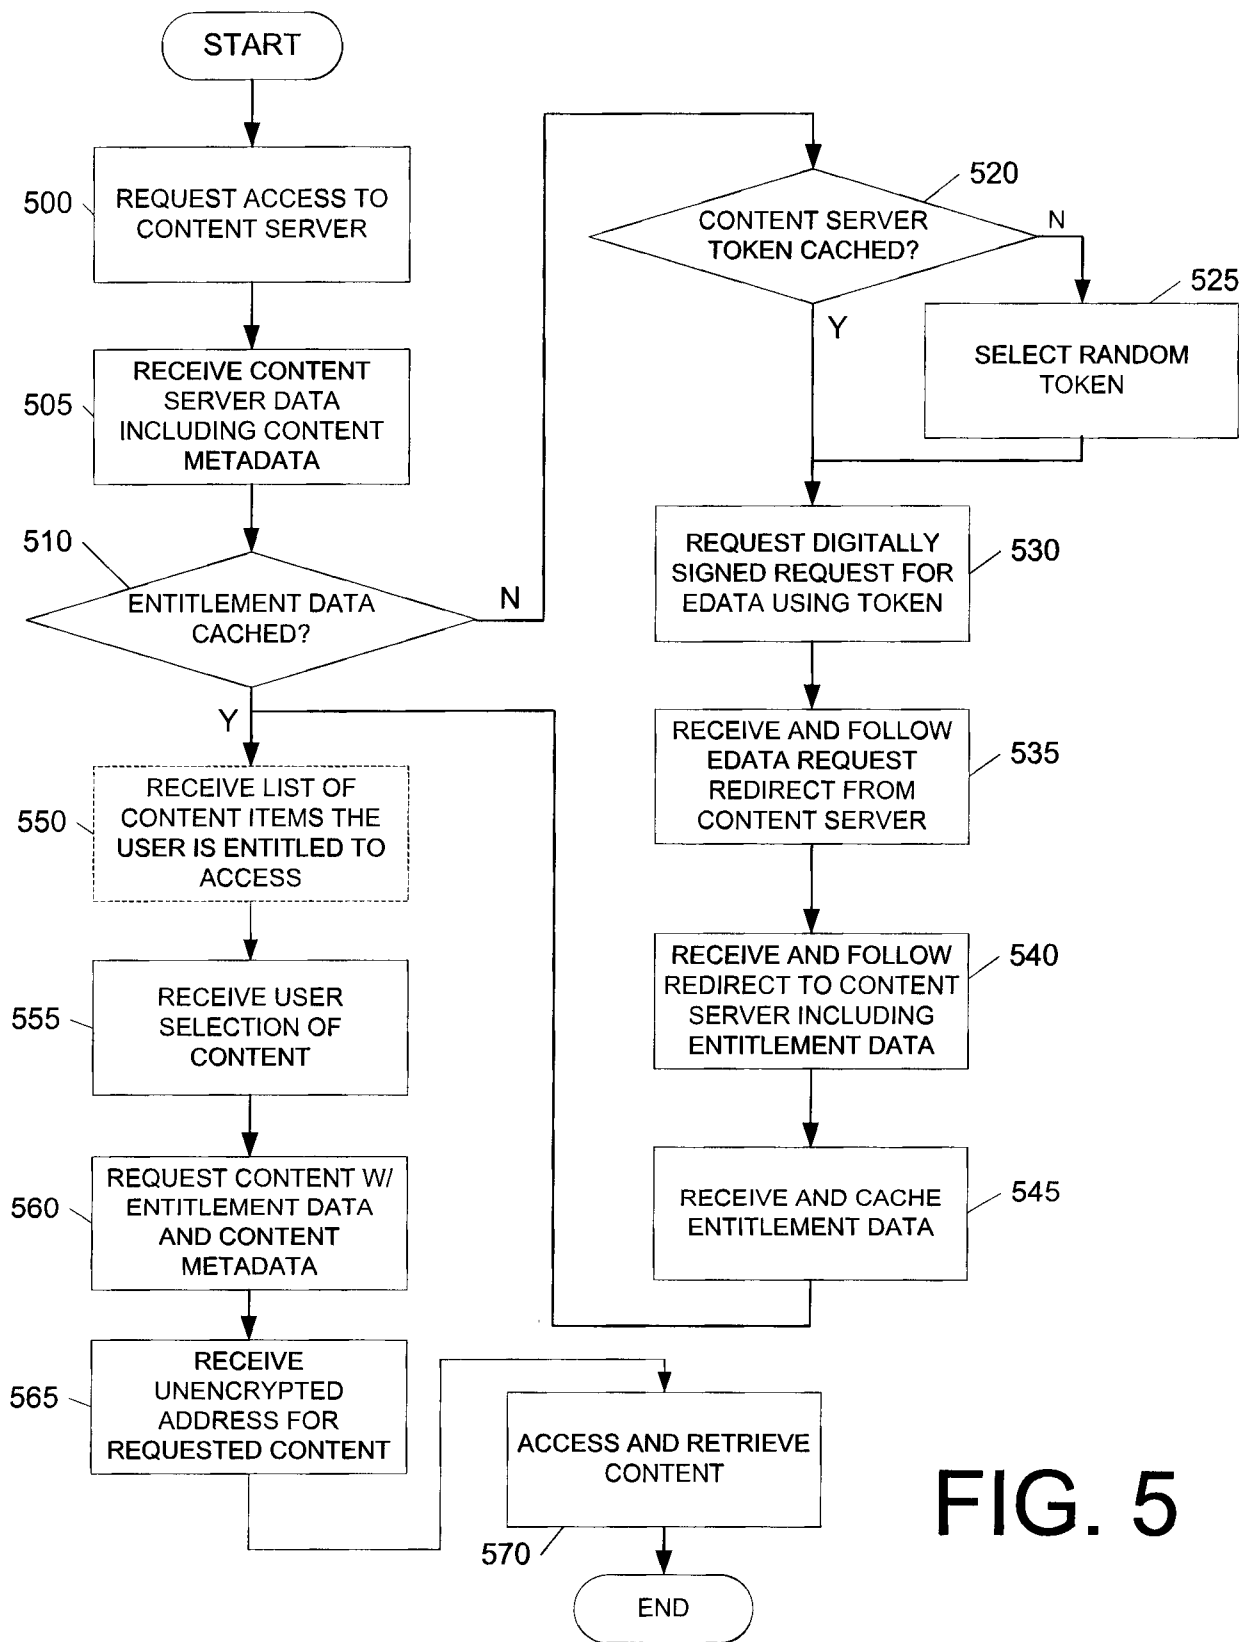 START
500
REQUEST ACCESS TO
CONTENT SERVER
505
RECEIVE CONTENT
SERVER DATA
INCLUDING CONTENT
METADATA
510
ENTITLEMENT DATA
CACHED?
N
Y
520
CONTENT SERVER
TOKEN CACHED?
N
Y
525
SELECT RANDOM
TOKEN
530
REQUEST DIGITALLY
SIGNED REQUEST FOR
EDATA USING TOKEN
535
RECEIVE AND FOLLOW
EDATA REQUEST
REDIRECT FROM
CONTENT SERVER
540
RECEIVE AND FOLLOW
REDIRECT TO CONTENT
SERVER INCLUDING
ENTITLEMENT DATA
545
RECEIVE AND CACHE
ENTITLEMENT DATA
550
RECEIVE LIST OF
CONTENT ITEMS THE
USER IS ENTITLED TO
ACCESS
555
RECEIVE USER
SELECTION OF
CONTENT
560
REQUEST CONTENT W/
ENTITLEMENT DATA
AND CONTENT
METADATA
565
RECEIVE
UNENCRYPTED
ADDRESS FOR
REQUESTED CONTENT
ACCESS AND RETRIEVE
CONTENT
570
END
FIG. 5